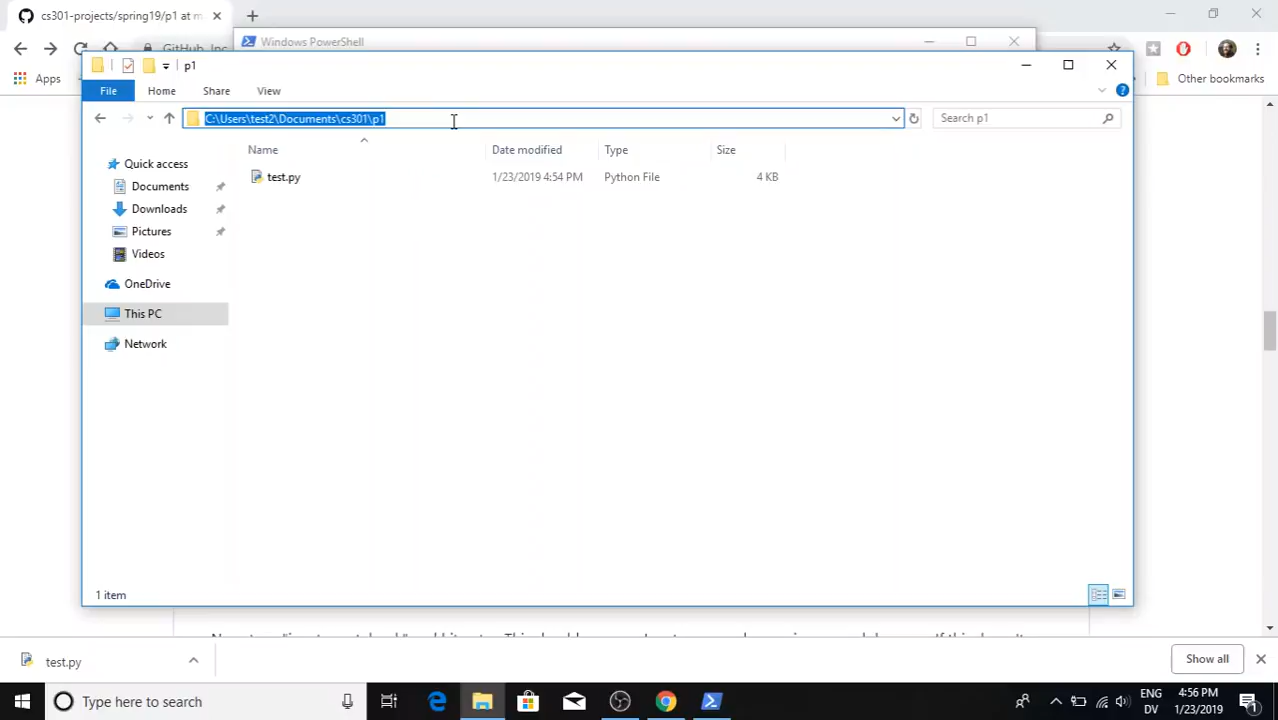 cs301-projects/spring19/p1 at m
Windows PowerShell
GitHub, Inc
Apps
Other bookmarks
p1
File
Home
Share
View
C:\Users\test2\Documents\cs301\p1
Search p1
Name
Date modified
Type
Size
test.py
1/23/2019 4:54 PM
Python File
4 KB
Quick access
Documents
Downloads
Pictures
Videos
OneDrive
This PC
Network
1 item
test.py
Show all
Type here to search
ENG
DV
4:56 PM
1/23/2019
1